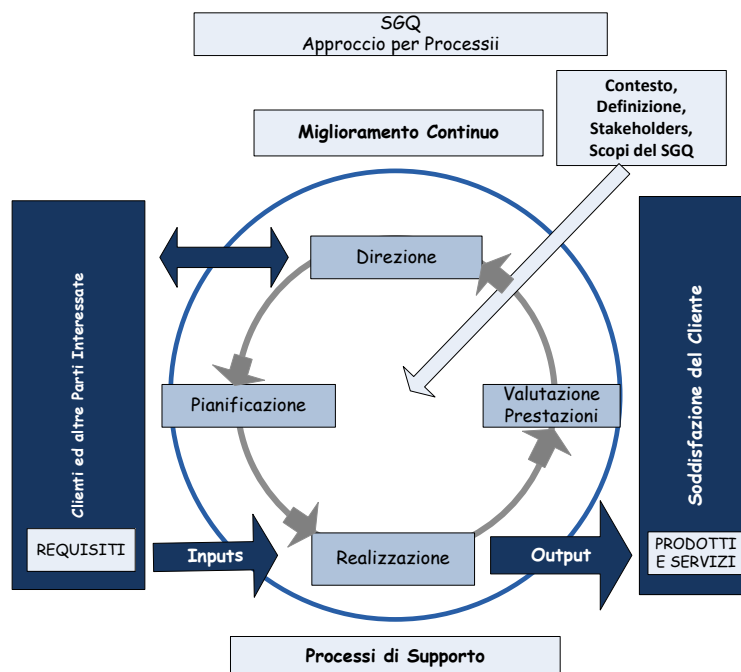 SGQ
Approccio per Processii
Contesto,
Definizione,
Stakeholders,
Scopi del SGQ
Miglioramento Continuo
Clienti ed altre Parti Interessate
REQUISITI
Direzione
Pianificazione
Valutazione
Prestazioni
Inputs
Realizzazione
Output
Soddisfazione del Cliente
PRODOTTI
E SERVIZI
Processi di Supporto